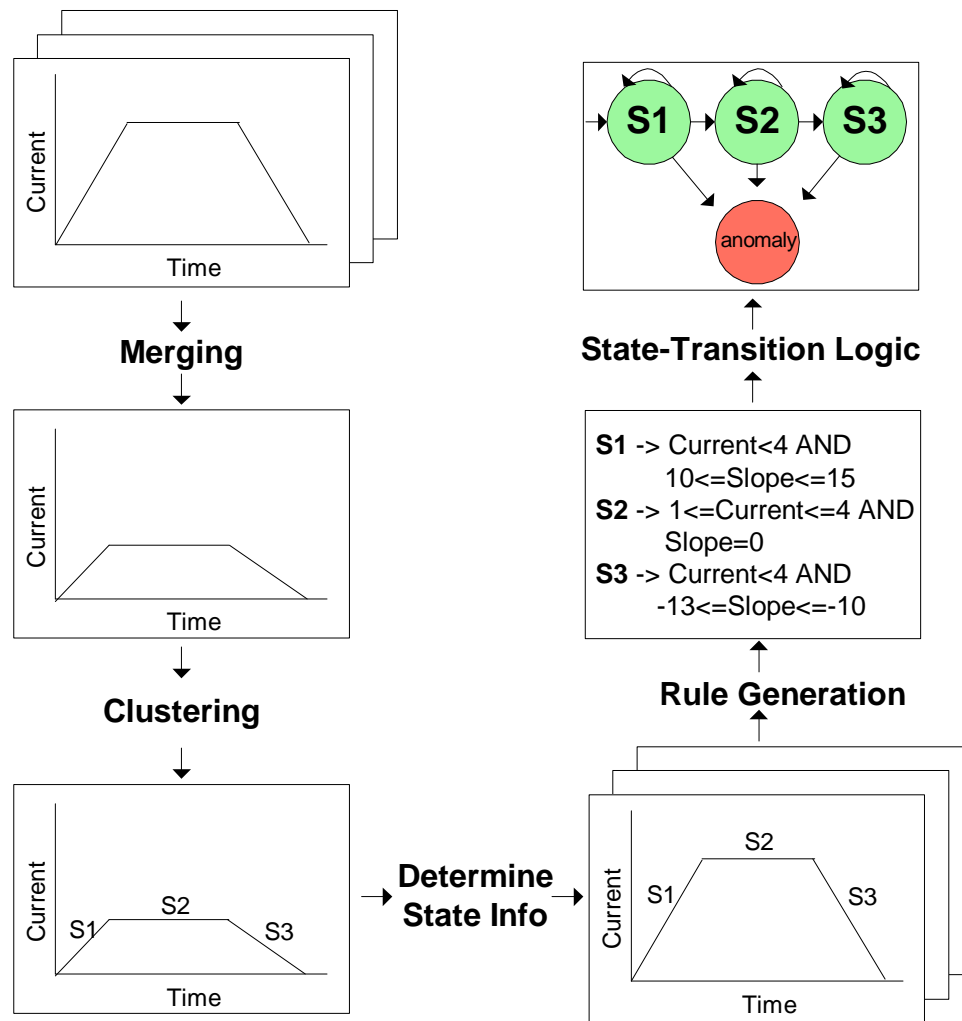 Current
Time
Merging
Current
Time
Clustering
Current
S1
S2
S3
Time
Determine
State Info
Current
S1
S2
S3
Time
Rule Generation
S1 -> Current<4 AND
10<=Slope<=15
S2 -> 1<=Current<=4 AND
Slope=0
S3 -> Current<4 AND
-13<=Slope<=-10
State-Transition Logic
S1
S2
S3
anomaly